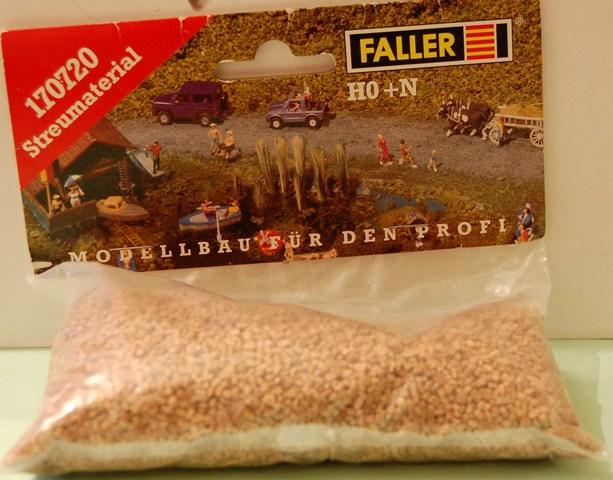 170720
Streumaterial
FALLER
®
H0+N
MODELLBAU FÜR DEN PROFI